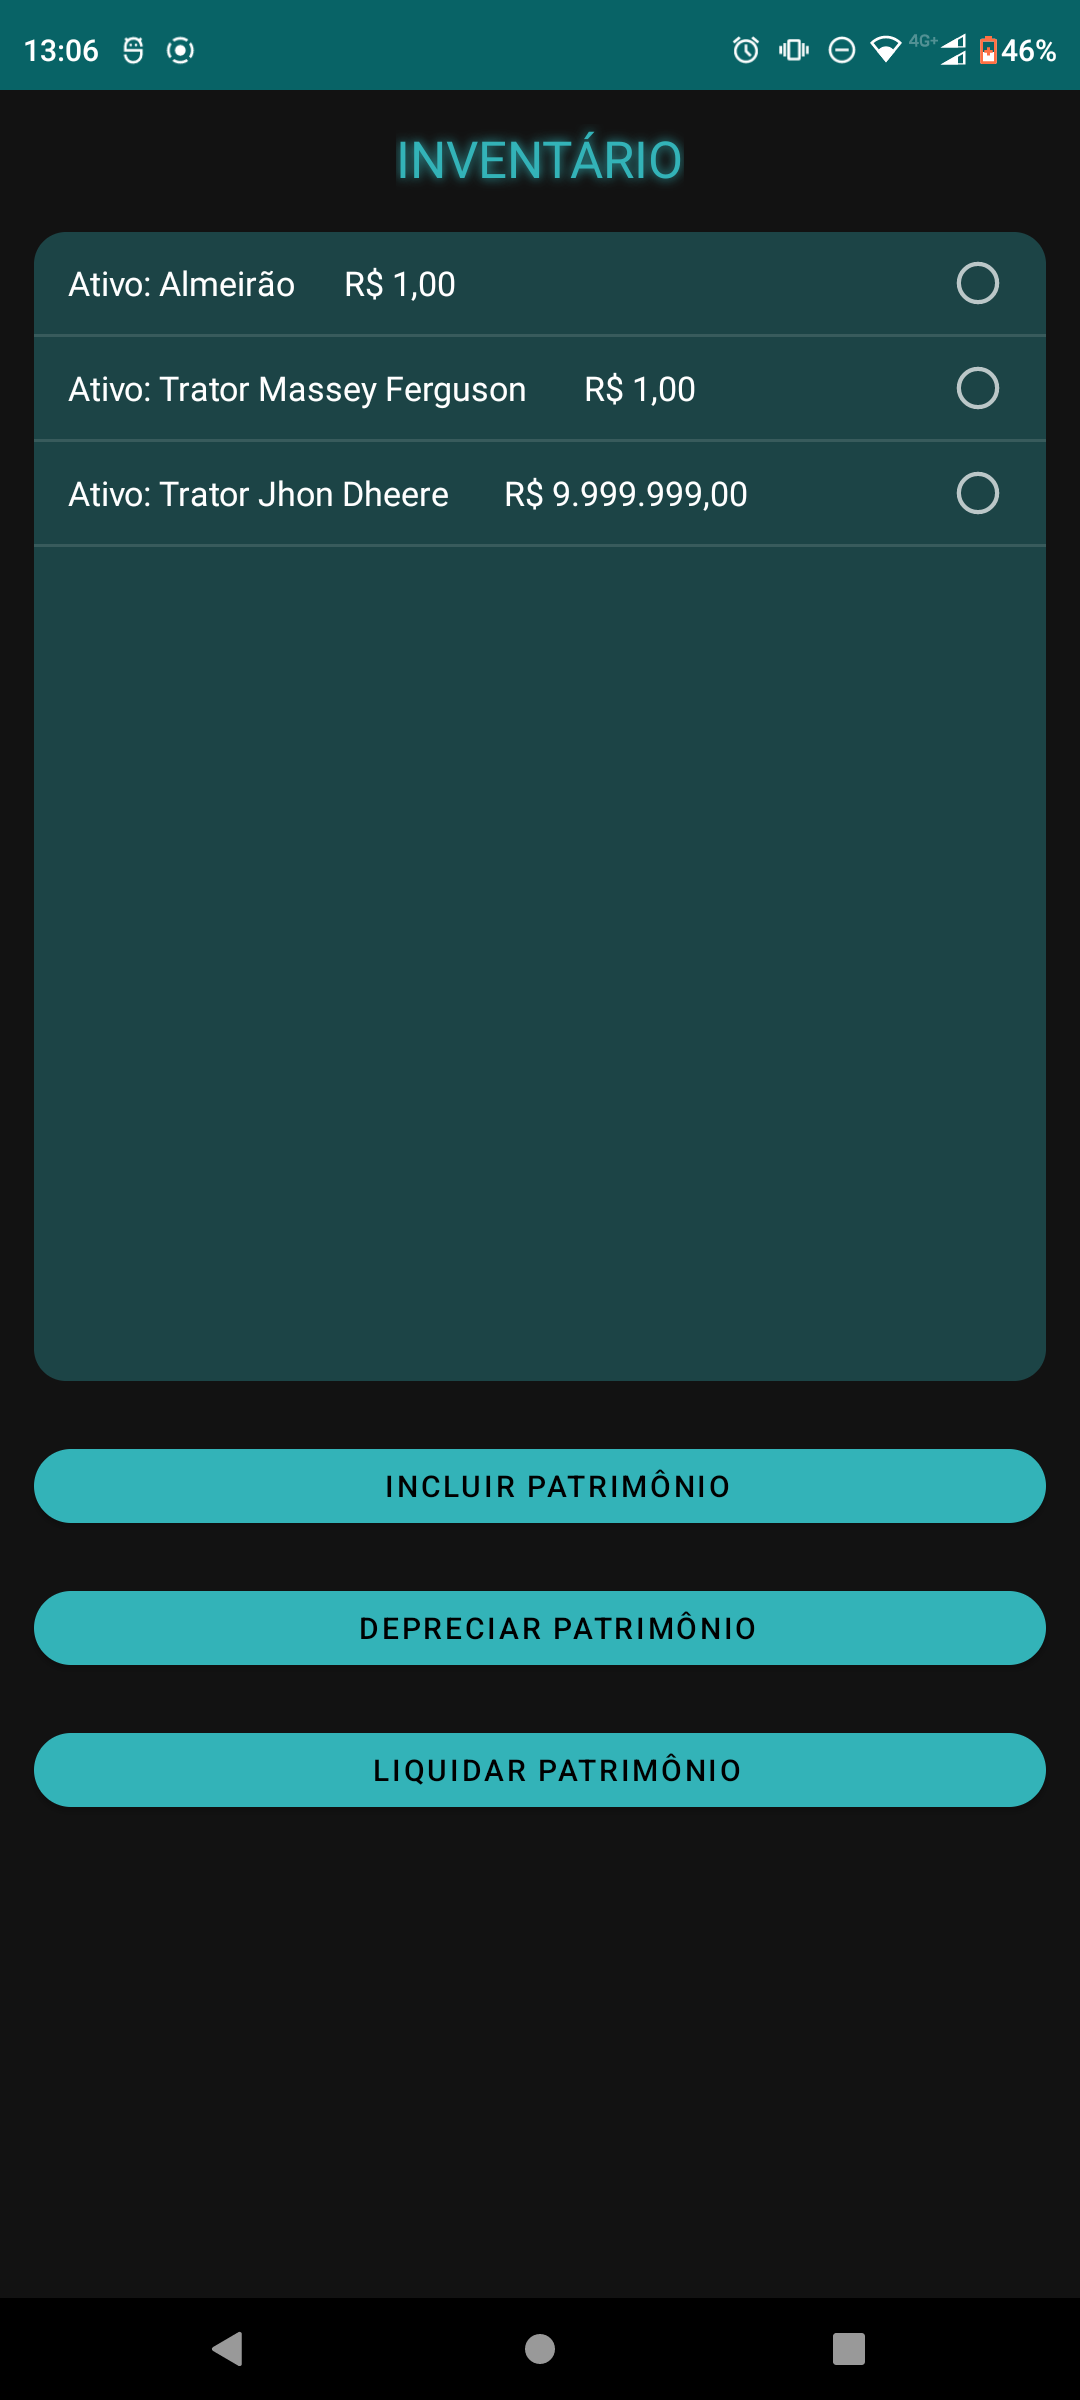 13:06 4G+ 46%
INVENTÁRIO
Ativo: Almeirão R$ 1,00
Ativo: Trator Massey Ferguson R$ 1,00
Ativo: Trator Jhon Dheere R$ 9.999.999,00
INCLUIR PATRIMÔNIO
DEPRECIAR PATRIMÔNIO
LIQUIDAR PATRIMÔNIO